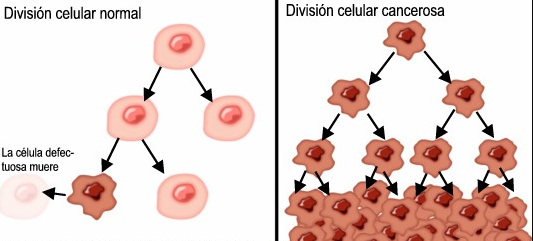 División celular normal
La célula defec-
tuosa muere
División celular cancerosa